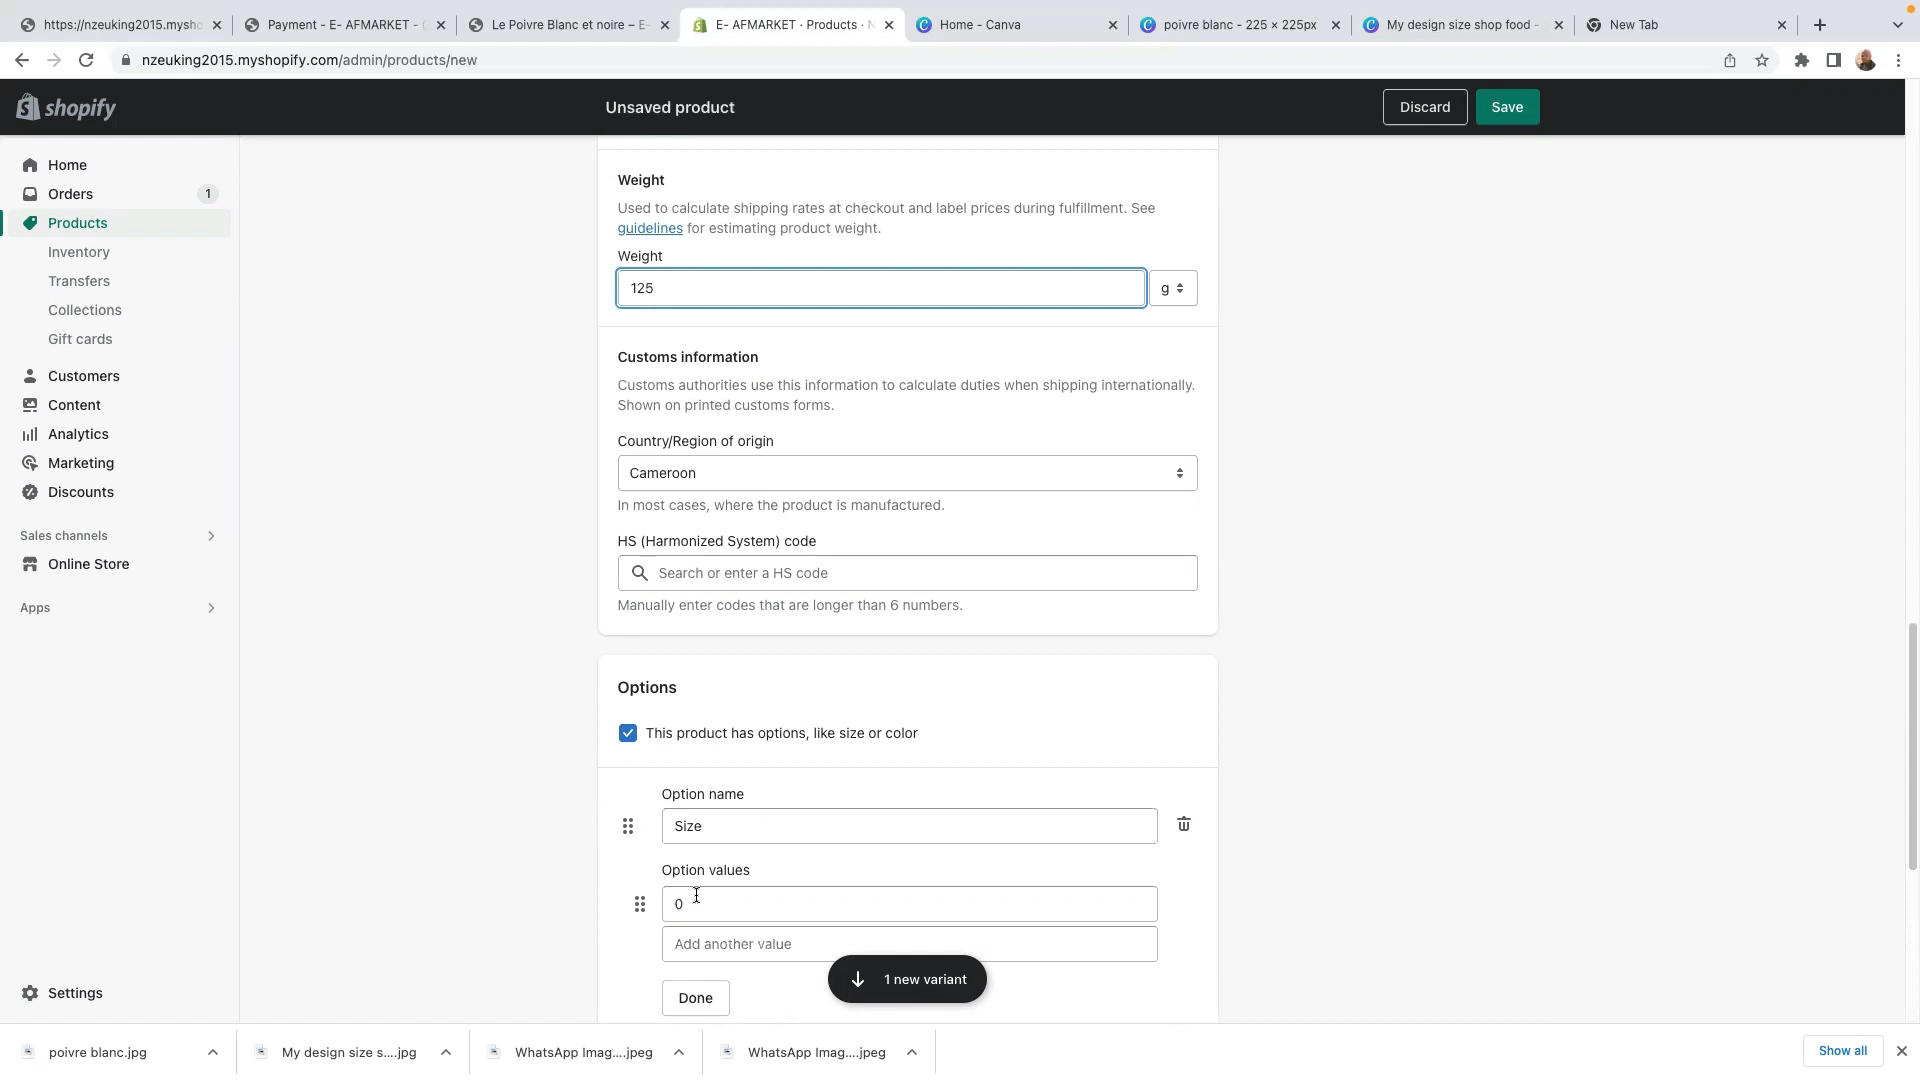 https://nzeuking2015.mysho
Payment - E- AFMARKET -
Le Poivre Blanc et noire – E-
E- AFMARKET · Products · N
Home - Canva
poivre blanc - 225 × 225px
My design size shop food -
New Tab
nzeuking2015.myshopify.com/admin/products/new
shopify
Unsaved product
Discard
Save
Home
Orders
1
Products
Inventory
Transfers
Collections
Gift cards
Customers
Content
Analytics
Marketing
Discounts
Sales channels
Online Store
Apps
Settings
Weight
Used to calculate shipping rates at checkout and label prices during fulfillment. See
guidelines for estimating product weight.
Weight
125
g
Customs information
Customs authorities use this information to calculate duties when shipping internationally.
Shown on printed customs forms.
Country/Region of origin
Cameroon
In most cases, where the product is manufactured.
HS (Harmonized System) code
Search or enter a HS code
Manually enter codes that are longer than 6 numbers.
Options
This product has options, like size or color
Option name
Size
Option values
0
Add another value
1 new variant
Done
poivre blanc.jpg
My design size s....jpg
WhatsApp Imag....jpeg
WhatsApp Imag....jpeg
Show all